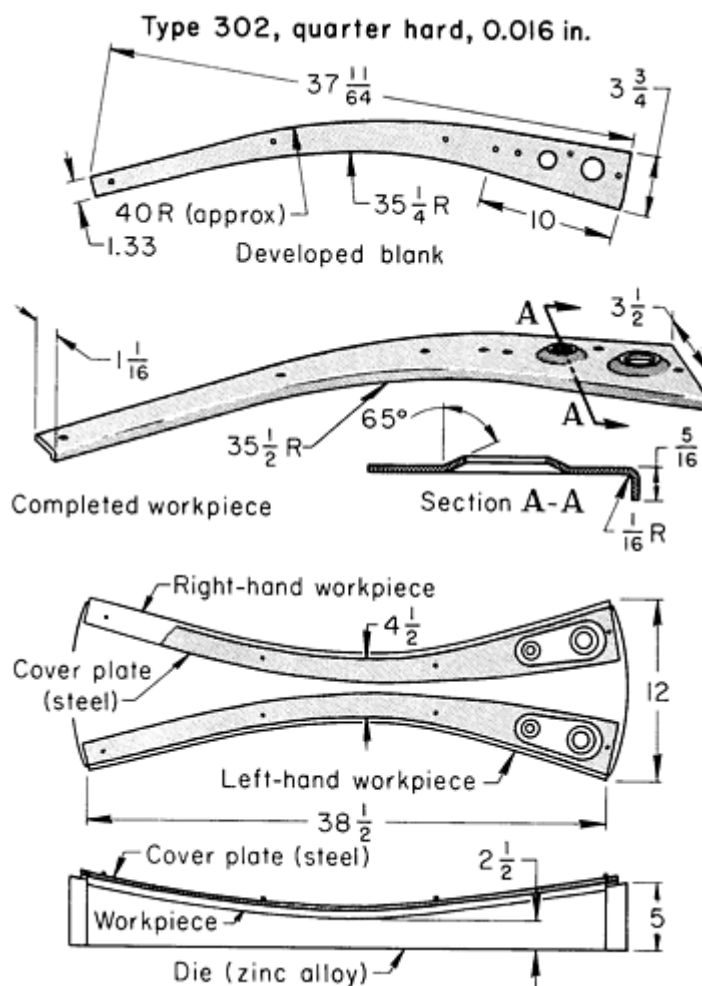 Type 302, quarter hard, 0.016 in.
37 11/64
3 3/4
40 R (approx)
35 1/4 R
10
1.33
Developed blank
A
3 1/2
1 1/16
A
65°
35 1/2 R
5/16
Completed workpiece
Section A-A
1/16 R
Right-hand workpiece
4 1/2
Cover plate
(steel)
12
Left-hand workpiece
38 1/2
Cover plate (steel)
2 1/2
Workpiece
5
Die (zinc alloy)